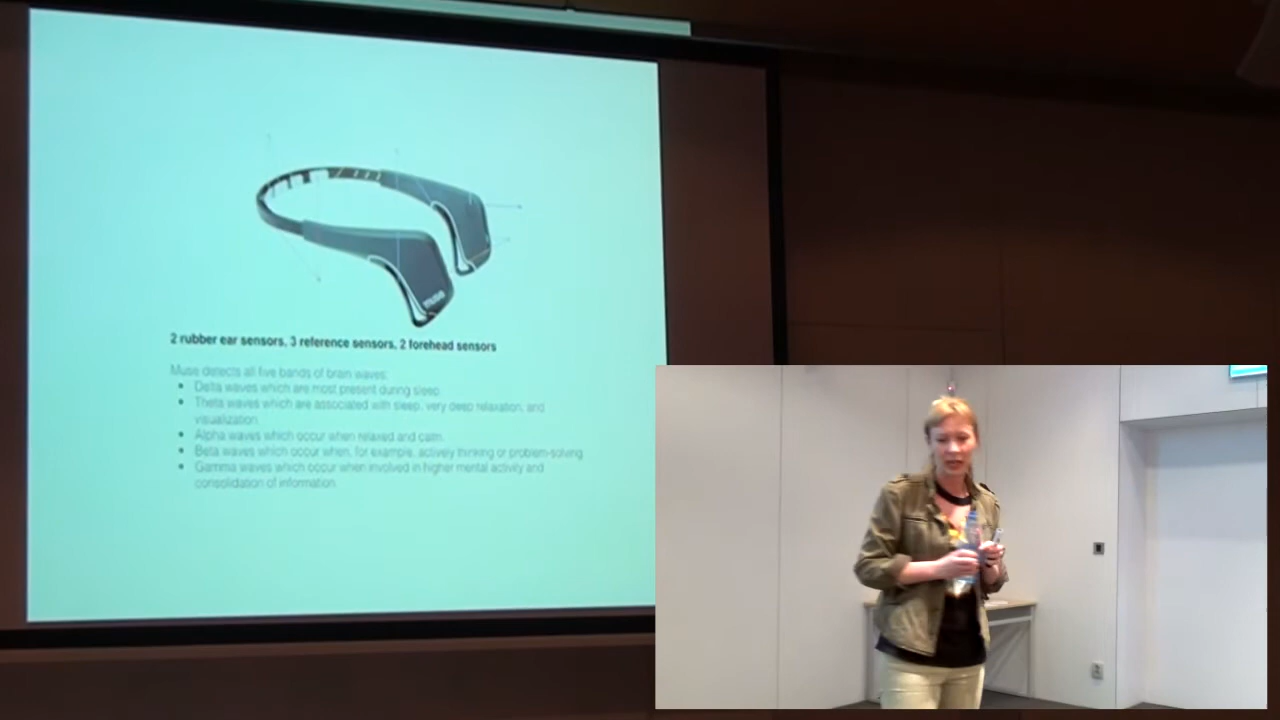 muse
2 rubber ear sensors, 3 reference sensors, 2 forehead sensors
Muse detects all five bands of brain waves:
• Delta waves which are most present during sleep.
• Theta waves which are associated with sleep, very deep relaxation, and
visualization
• Alpha waves which occur when relaxed and calm.
• Beta waves which occur when, for example, actively thinking or problem-solving
• Gamma waves which occur when involved in higher mental activity and
consolidation of information.